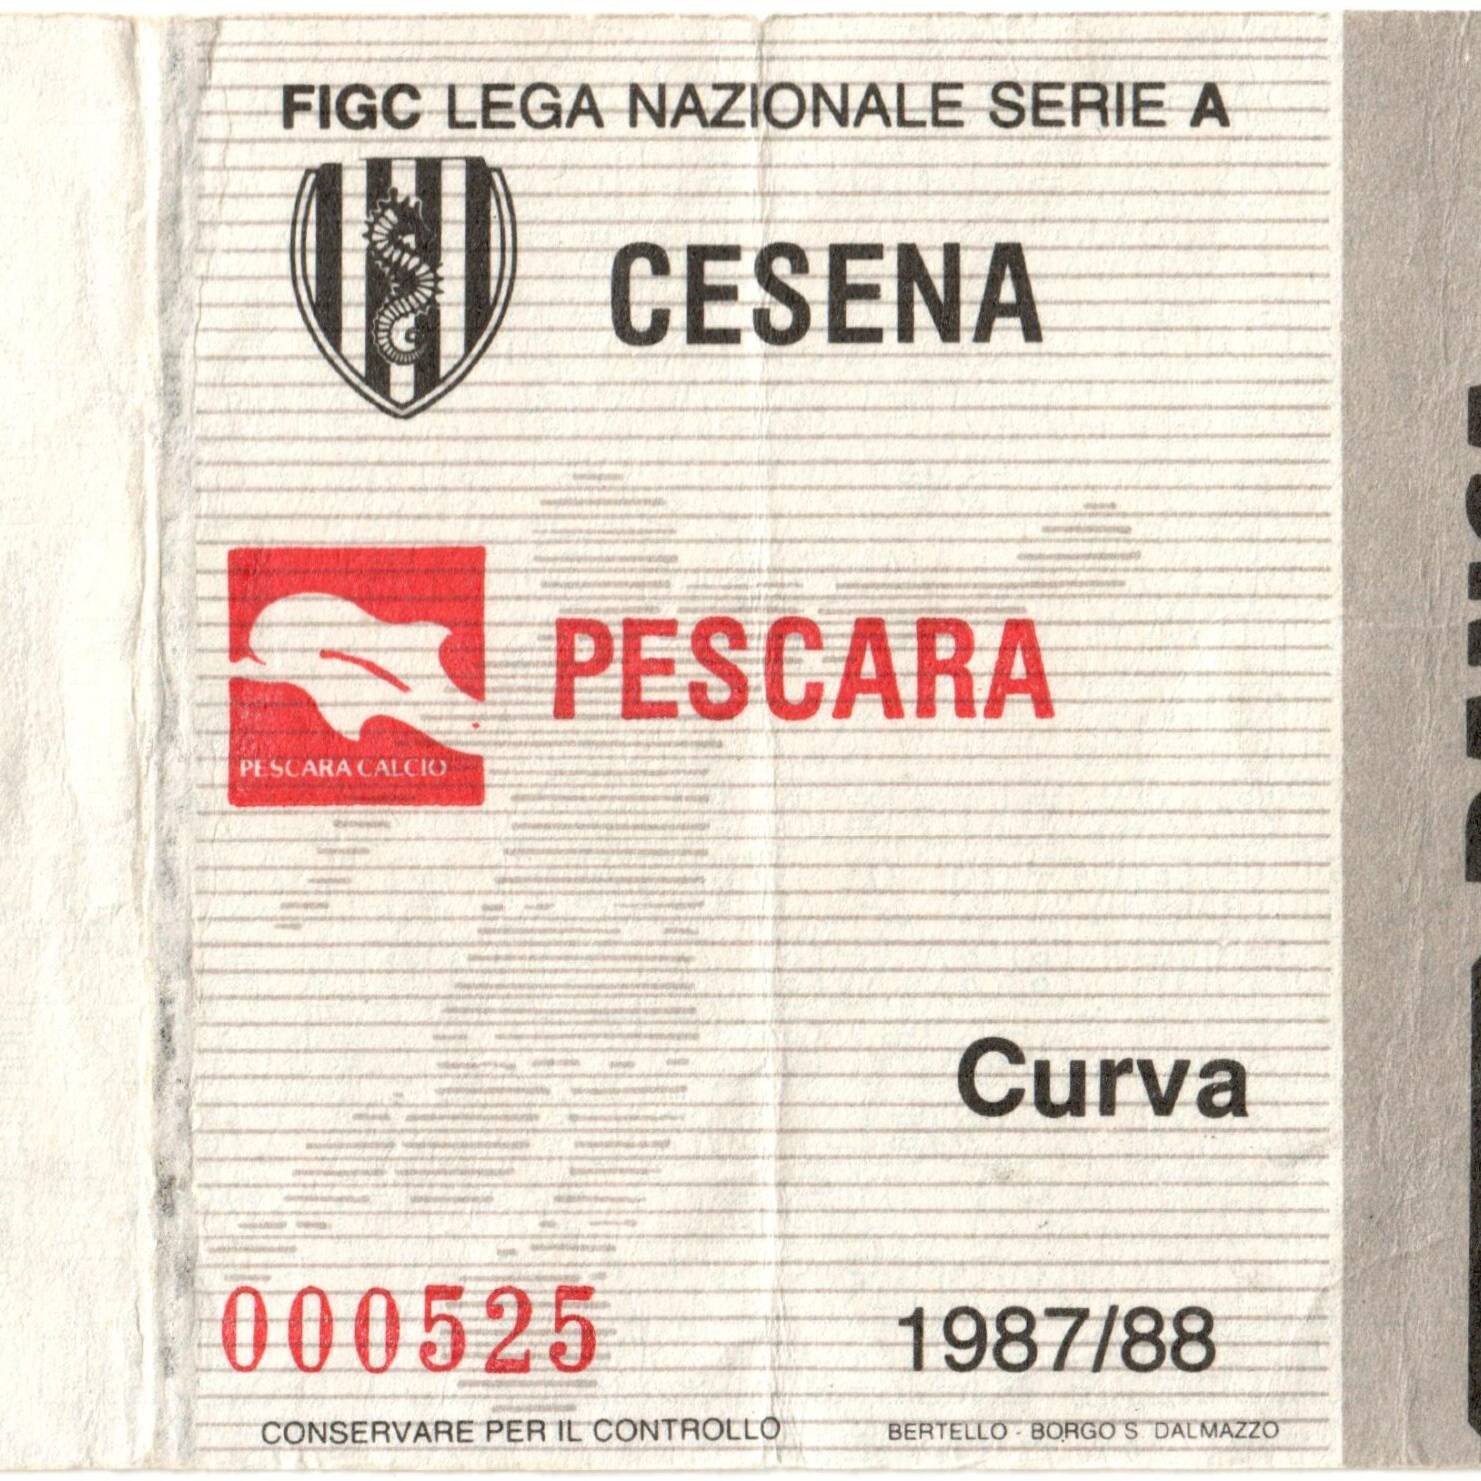 FIGC LEGA NAZIONALE SERIE A
CESENA
PESCARA
PESCARA CALCIO
Curva
000525
1987/88
CONSERVARE PER IL CONTROLLO
BERTELLO - BORGO S. DALMAZZO